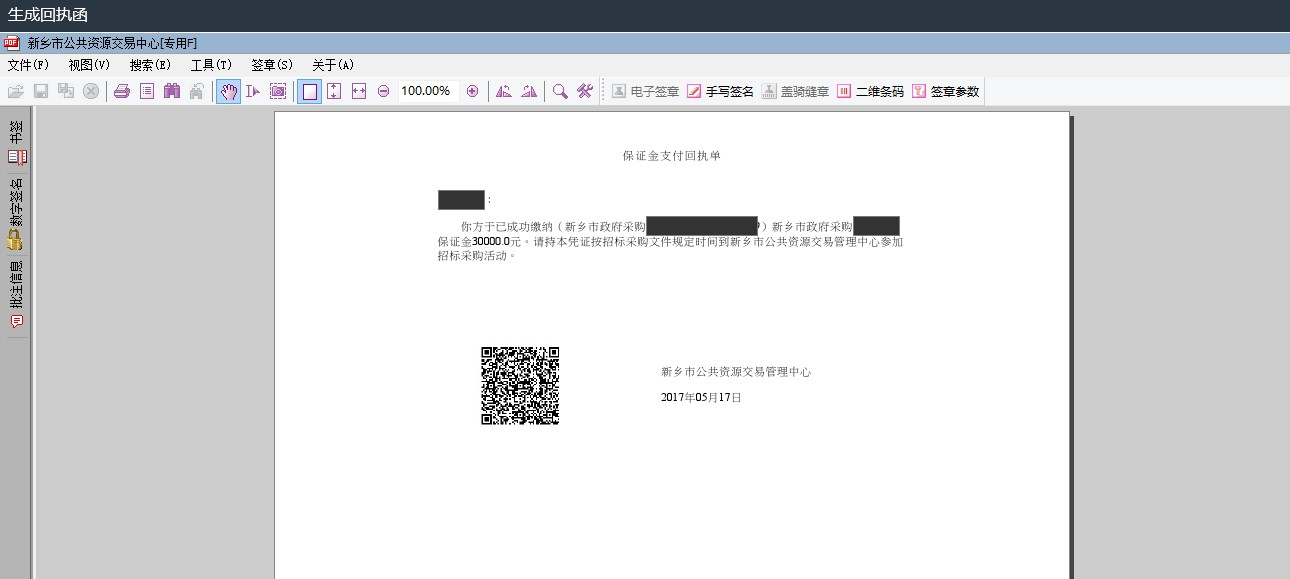 生成回执函
新乡市公共资源交易中心[专用F]
文件(F) 视图(V) 搜索(E) 工具(T) 签章(S) 关于(A)
100.00% 电子签章 手写签名 盖骑缝章 二维条码 签章参数
书签
数字签名
批注信息
保证金支付回执单
：
你方于已成功缴纳（新乡市政府采购 ）新乡市政府采购
保证金30000.0元。请持本凭证按招标采购文件规定时间到新乡市公共资源交易管理中心参加
招标采购活动。
新乡市公共资源交易管理中心
2017年05月17日